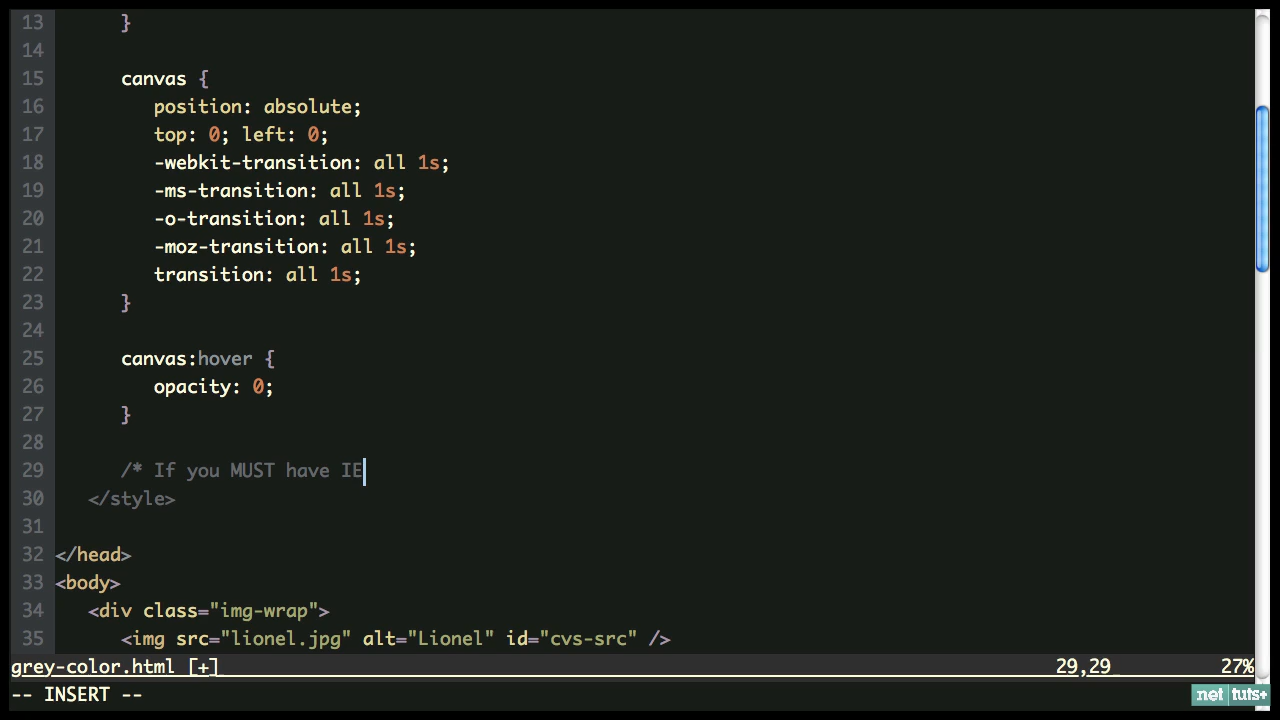 13 }
14
15 canvas {
16 position: absolute;
17 top: 0; left: 0;
18 -webkit-transition: all 1s;
19 -ms-transition: all 1s;
20 -o-transition: all 1s;
21 -moz-transition: all 1s;
22 transition: all 1s;
23 }
24
25 canvas:hover {
26 opacity: 0;
27 }
28
29 /* If you MUST have IE
30 </style>
31
32 </head>
33 <body>
34 <div class="img-wrap">
35 <img src="lionel.jpg" alt="Lionel" id="cvs-src" />
grey-color.html [+] 29,29 27%
-- INSERT --
net tuts+